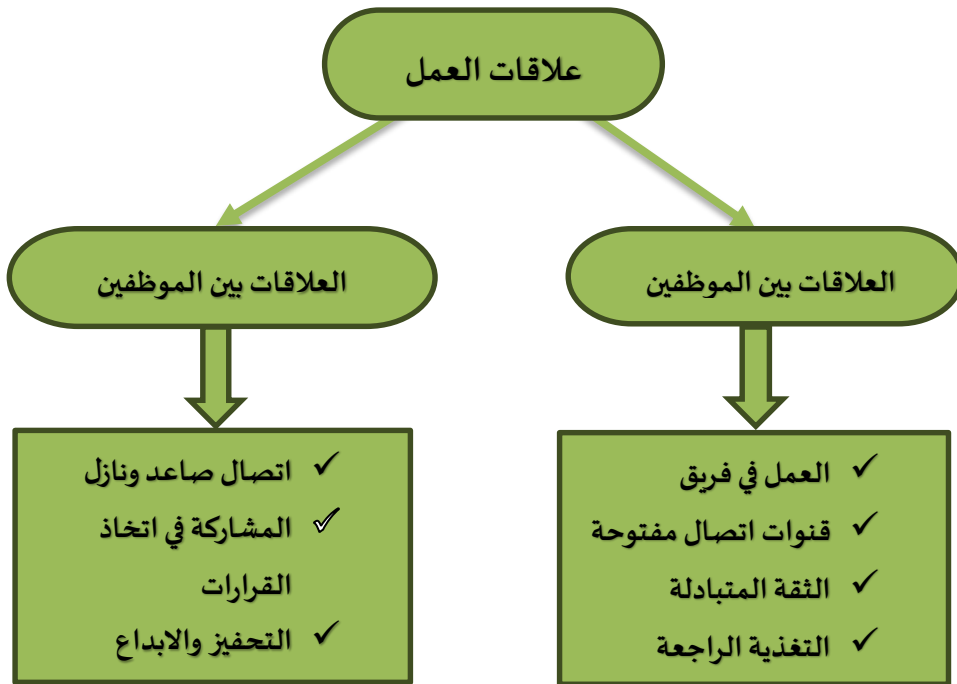 علاقات العمل
العلاقات بين الموظفين
العلاقات بين الموظفين
✓ العمل في فريق
✓ قنوات اتصال مفتوحة
✓ الثقة المتبادلة
✓ التغذية الراجعة
✓ اتصال صاعد ونازل
✓ المشاركة في اتخاذ
القرارات
✓ التحفيز والابداع